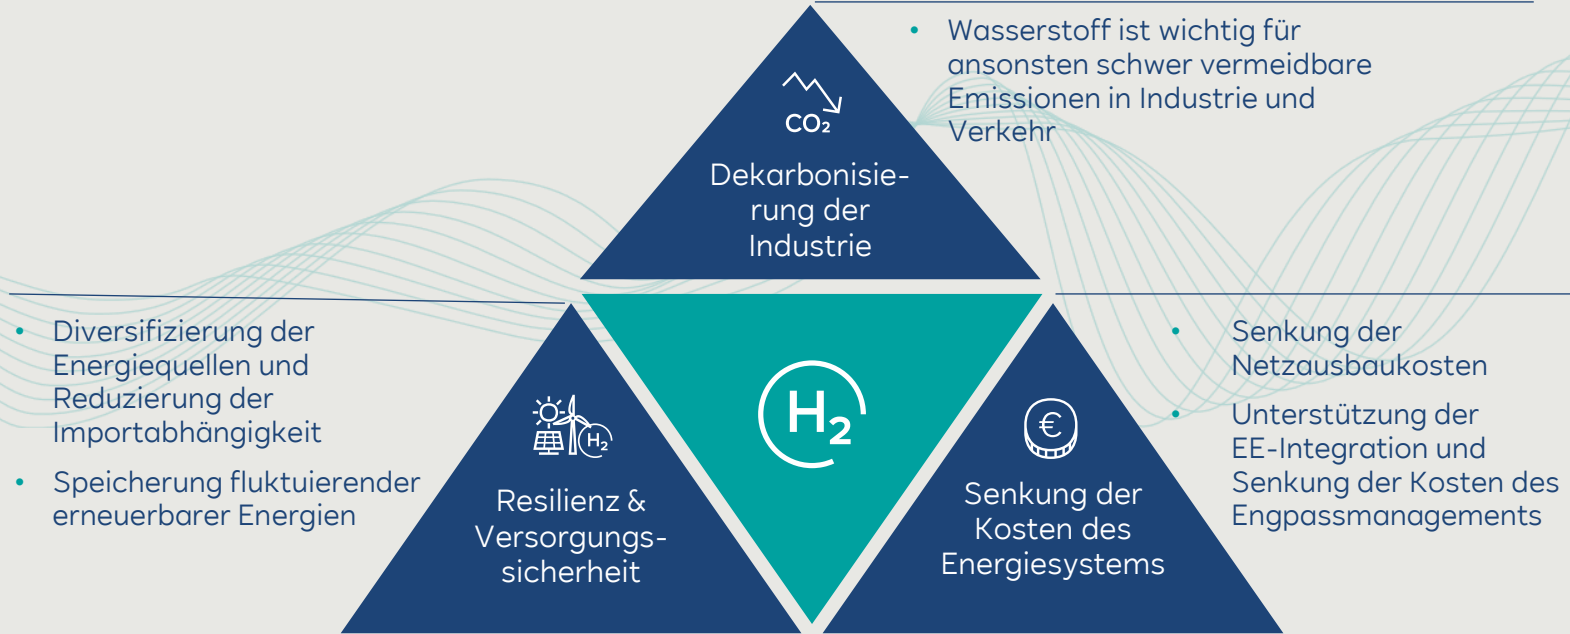 • Wasserstoff ist wichtig für
ansonsten schwer vermeidbare
Emissionen in Industrie und
Verkehr
CO₂
Dekarbonisie-
rung der
Industrie
• Diversifizierung der
Energiequellen und
Reduzierung der
Importabhängigkeit
• Speicherung fluktuierender
erneuerbarer Energien
H₂
Resilienz &
Versorgungs-
sicherheit
H₂
€
Senkung der
Kosten des
Energiesystems
• Senkung der
Netzausbaukosten
• Unterstützung der
EE-Integration und
Senkung der Kosten des
Engpassmanagements